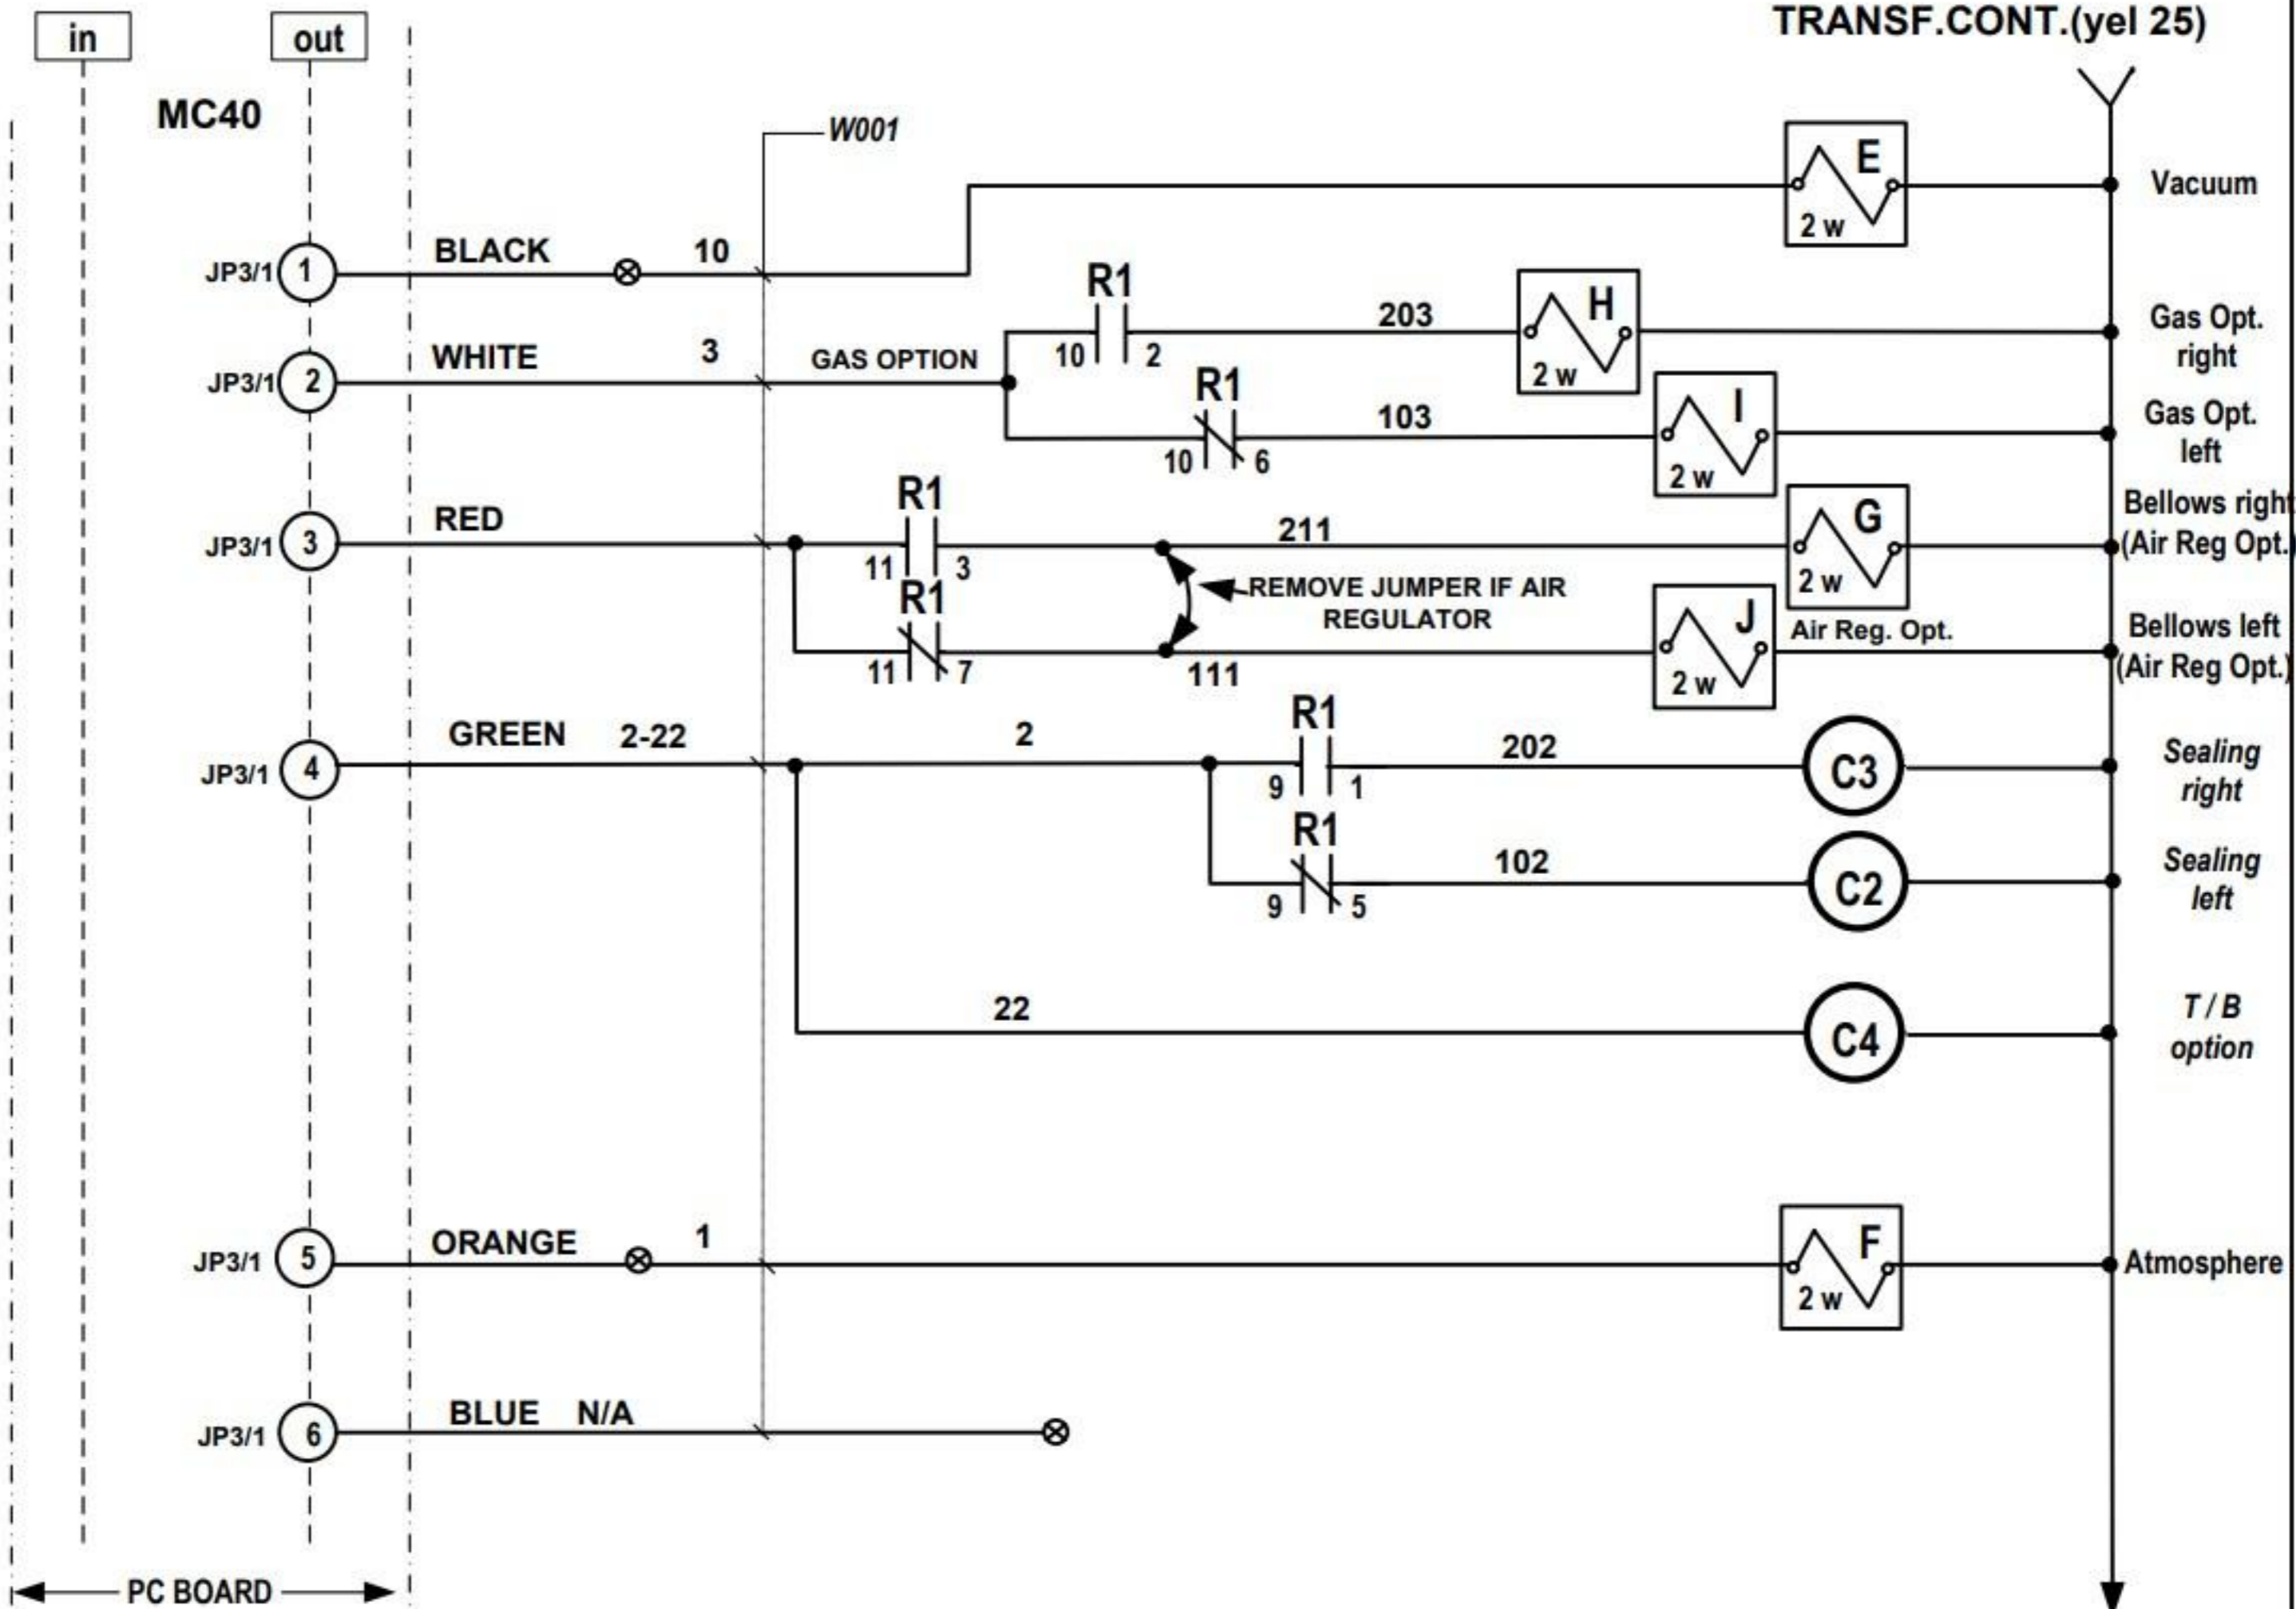 TRANSF.CONT.(yel 25)
in
out
MC40
W001
E
2 w
Vacuum
JP3/1
1
BLACK
10
R1
10
2
203
H
2 w
Gas Opt.
right
JP3/1
2
WHITE
3
GAS OPTION
R1
10
6
103
I
2 w
Gas Opt.
left
JP3/1
3
RED
R1
11
3
211
G
2 w
Bellows right
(Air Reg Opt.)
REMOVE JUMPER IF AIR
REGULATOR
R1
11
7
111
J
2 w
Air Reg. Opt.
Bellows left
(Air Reg Opt.)
JP3/1
4
GREEN
2-22
2
R1
9
1
202
C3
Sealing
right
R1
9
5
102
C2
Sealing
left
22
C4
T / B
option
JP3/1
5
ORANGE
1
F
2 w
Atmosphere
JP3/1
6
BLUE
N/A
PC BOARD